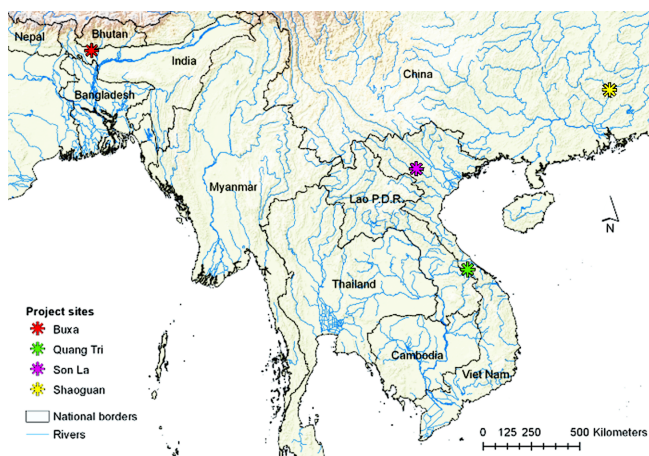 Nepal
Bhutan
India
China
Bangladesh
Myanmar
Lao P.D.R.
N
Thailand
Cambodia
Viet Nam
Project sites
Buxa
Quang Tri
Son La
Shaoguan
National borders
Rivers
0 125 250 500 Kilometers